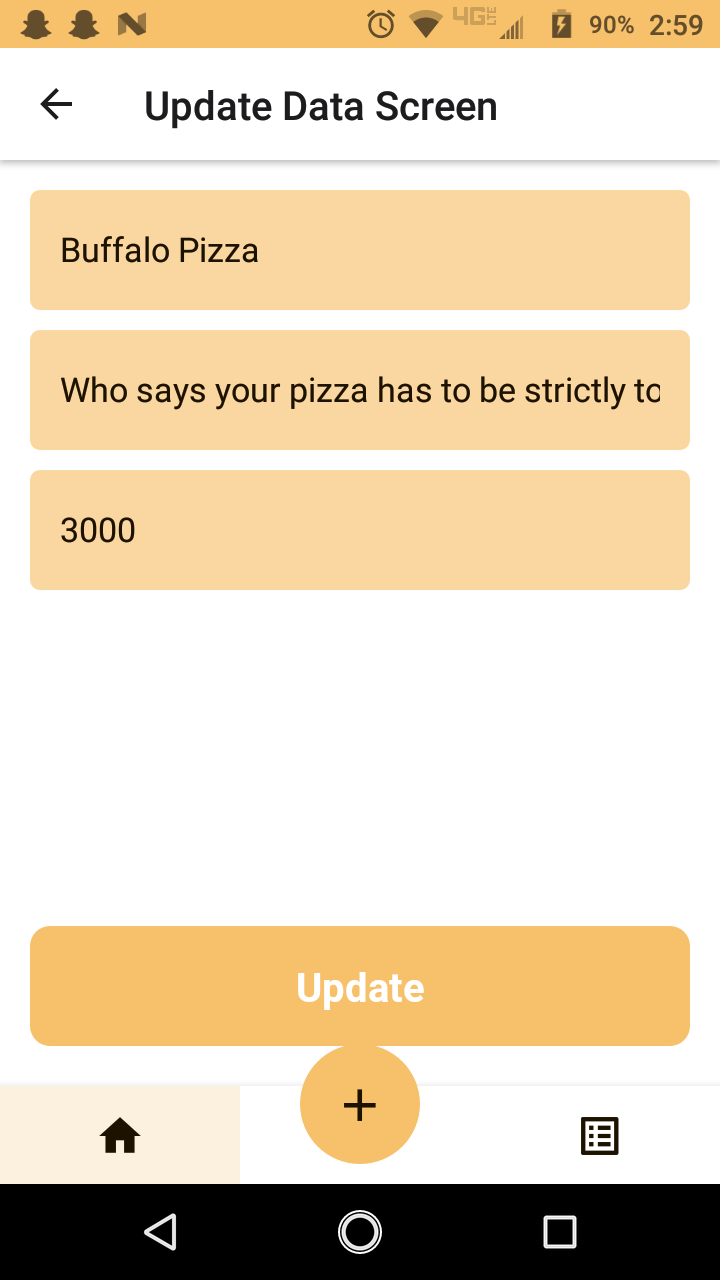 4G LTE 90% 2:59
Update Data Screen
Buffalo Pizza
Who says your pizza has to be strictly to
3000
Update